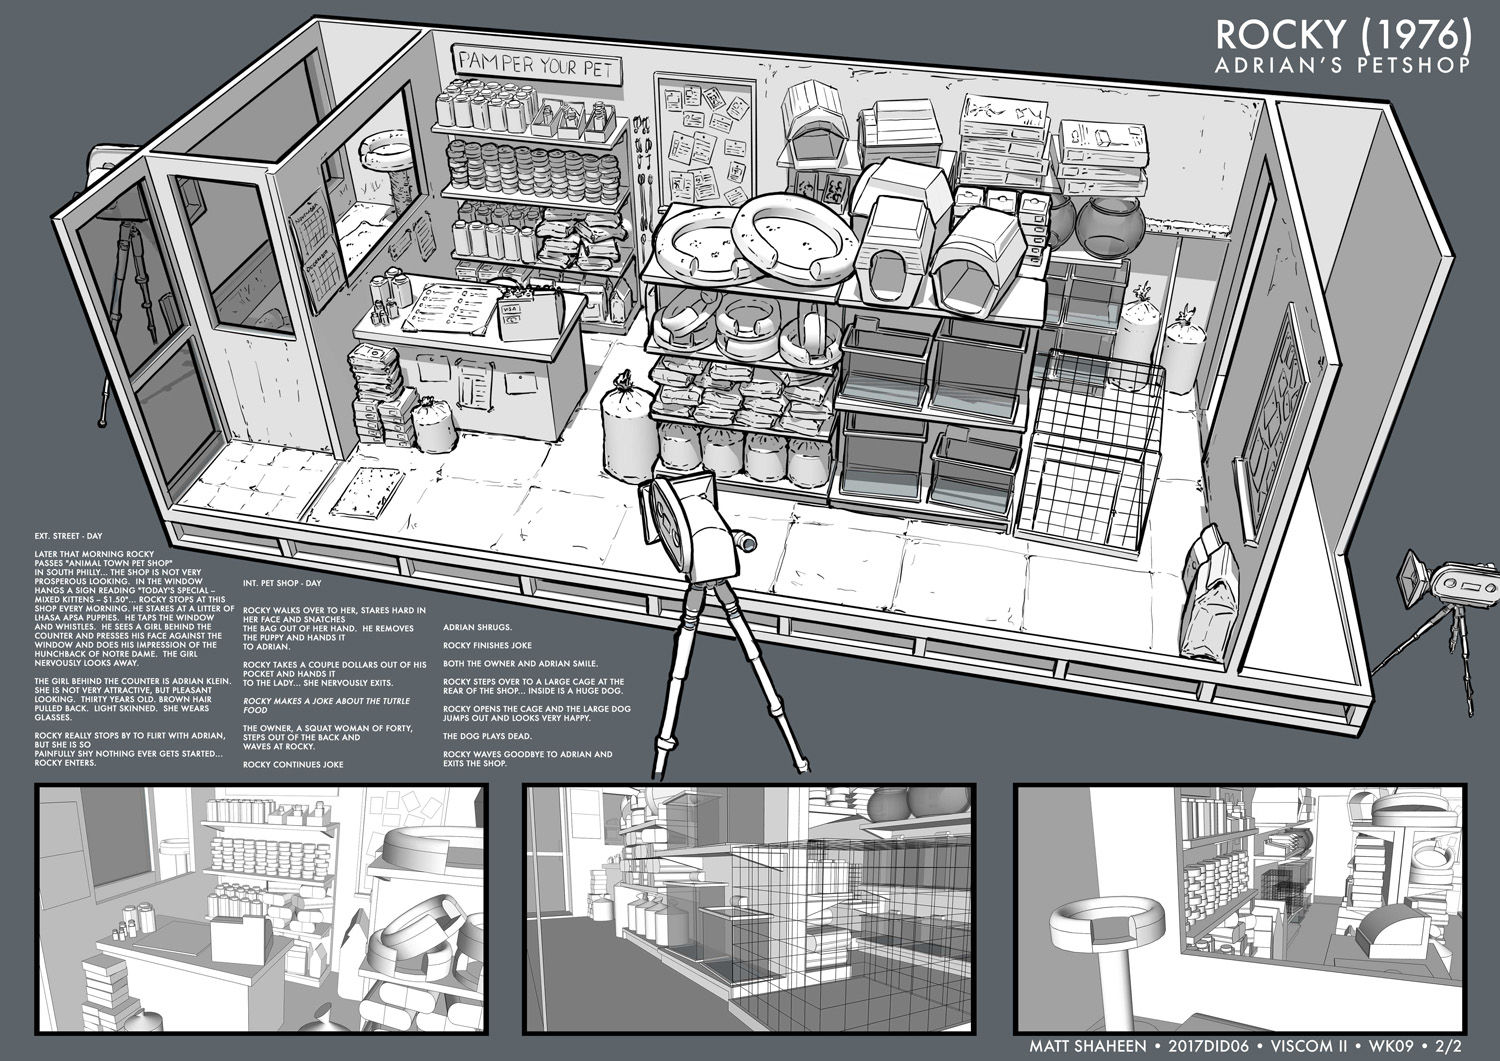 ROCKY (1976)
ADRIAN'S PETSHOP
PAMPER YOUR PET
NOVEMBER
DECEMBER
VISA
EXT. STREET - DAY
LATER THAT MORNING ROCKY
PASSES "ANIMAL TOWN PET SHOP"
IN SOUTH PHILLY... THE SHOP IS NOT VERY
PROSPEROUS LOOKING. IN THE WINDOW
HANGS A SIGN READING "TODAY'S SPECIAL –
MIXED KITTENS – $1.50"... ROCKY STOPS AT THIS
SHOP EVERY MORNING. HE STARES AT A LITTER OF
LHASA APSA PUPPIES. HE TAPS THE WINDOW
AND WHISTLES. HE SEES A GIRL BEHIND THE
COUNTER AND PRESSES HIS FACE AGAINST THE
WINDOW AND DOES HIS IMPRESSION OF THE
HUNCHBACK OF NOTRE DAME. THE GIRL
NERVOUSLY LOOKS AWAY.
THE GIRL BEHIND THE COUNTER IS ADRIAN KLEIN.
SHE IS NOT VERY ATTRACTIVE, BUT PLEASANT
LOOKING. THIRTY YEARS OLD. BROWN HAIR
PULLED BACK. LIGHT SKINNED. SHE WEARS
GLASSES.
ROCKY REALLY STOPS BY TO FLIRT WITH ADRIAN,
BUT SHE IS SO
PAINFULLY SHY NOTHING EVER GETS STARTED...
ROCKY ENTERS.
INT. PET SHOP - DAY
ROCKY WALKS OVER TO HER, STARES HARD IN
HER FACE AND SNATCHES
THE BAG OUT OF HER HAND. HE REMOVES
THE PUPPY AND HANDS IT
TO ADRIAN.
ROCKY TAKES A COUPLE DOLLARS OUT OF HIS
POCKET AND HANDS IT
TO THE LADY... SHE NERVOUSLY EXITS.
ROCKY MAKES A JOKE ABOUT THE TUTRLE
FOOD
THE OWNER, A SQUAT WOMAN OF FORTY,
STEPS OUT OF THE BACK AND
WAVES AT ROCKY.
ROCKY CONTINUES JOKE
ADRIAN SHRUGS.
ROCKY FINISHES JOKE
BOTH THE OWNER AND ADRIAN SMILE.
ROCKY STEPS OVER TO A LARGE CAGE AT THE
REAR OF THE SHOP... INSIDE IS A HUGE DOG.
ROCKY OPENS THE CAGE AND THE LARGE DOG
JUMPS OUT AND LOOKS VERY HAPPY.
THE DOG PLAYS DEAD.
ROCKY WAVES GOODBYE TO ADRIAN AND
EXITS THE SHOP.
MATT SHAHEEN • 2017DID06 • VISCOM II • WK09 • 2/2